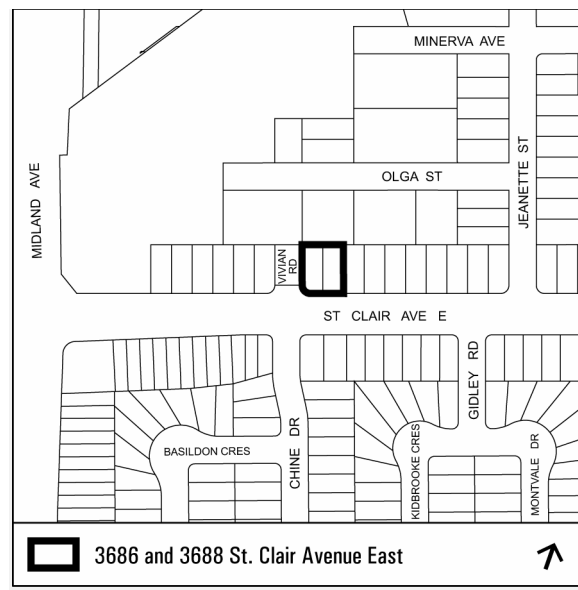 MINERVA AVE
JEANETTE ST
MIDLAND AVE
OLGA ST
VIVIAN
RD
ST CLAIR AVE E
GIDLEY RD
CHINE DR
BASILDON CRES
KIDBROOKE CRES
MONTVALE DR
3686 and 3688 St. Clair Avenue East